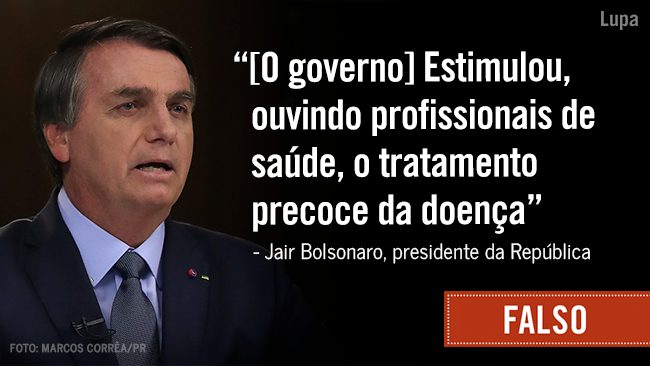 Lupa
“[O governo] Estimulou,
ouvindo profissionais de
saúde, o tratamento
precoce da doença”
- Jair Bolsonaro, presidente da República
FALSO
FOTO: MARCOS CORRÊA/PR